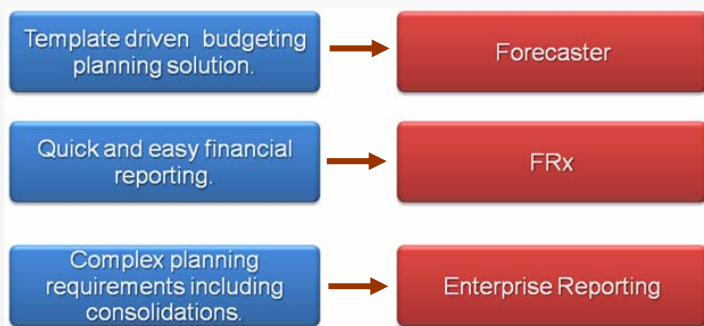 Template driven budgeting
planning solution.
Forecaster
Quick and easy financial
reporting.
FRx
Complex planning
requirements including
consolidations.
Enterprise Reporting